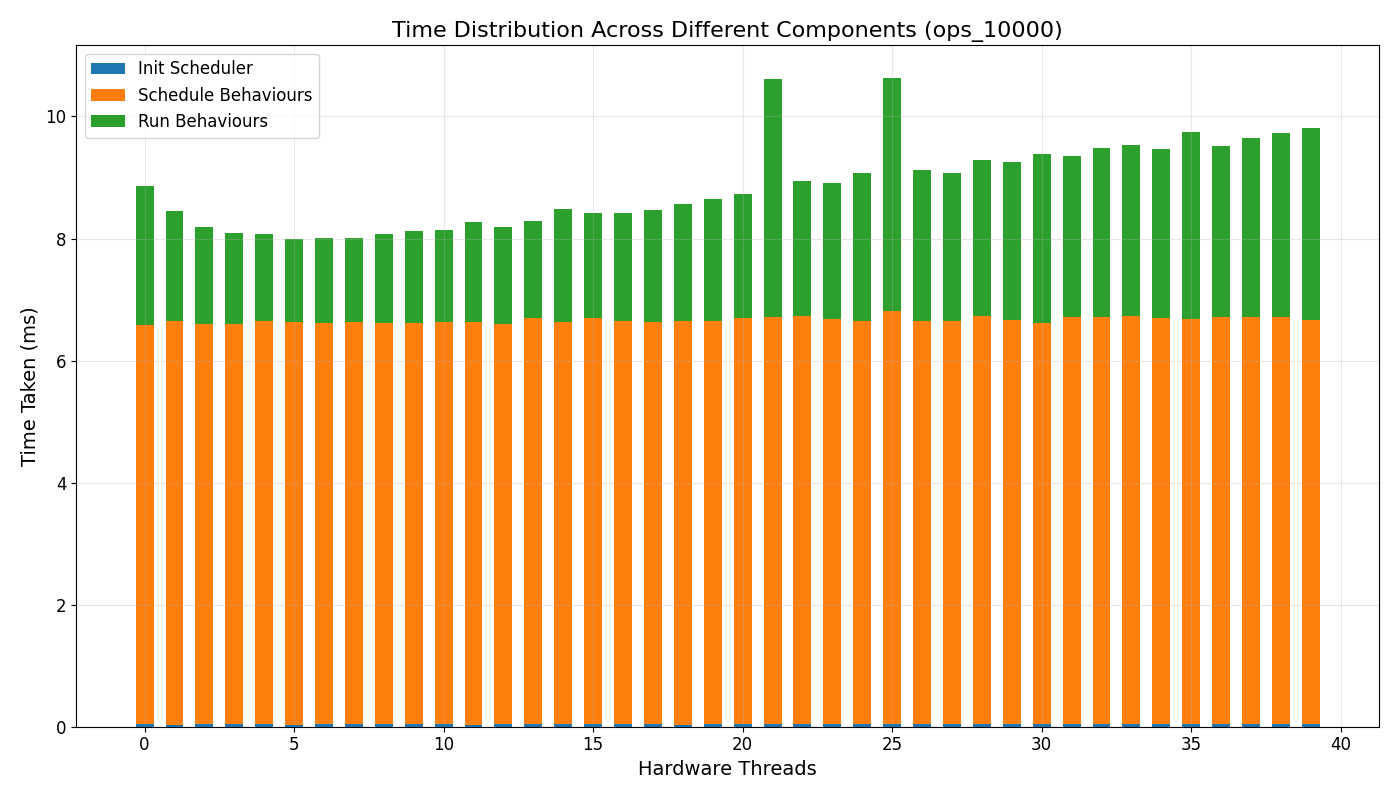 Time Distribution Across Different Components (ops_10000)
Init Scheduler
Schedule Behaviours
Run Behaviours
Time Taken (ms)
10
8
6
4
2
0
0 5 10 15 20 25 30 35 40
Hardware Threads